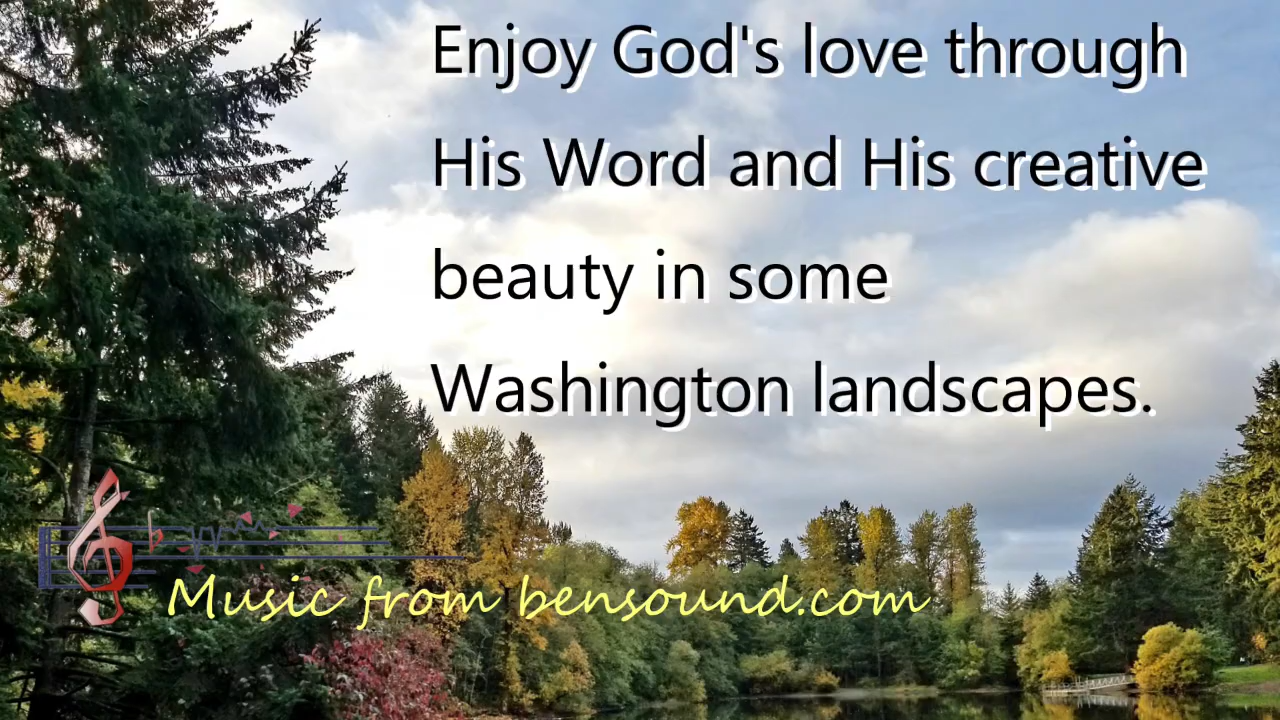 Enjoy God's love through
His Word and His creative
beauty in some
Washington landscapes.
Music from bensound.com